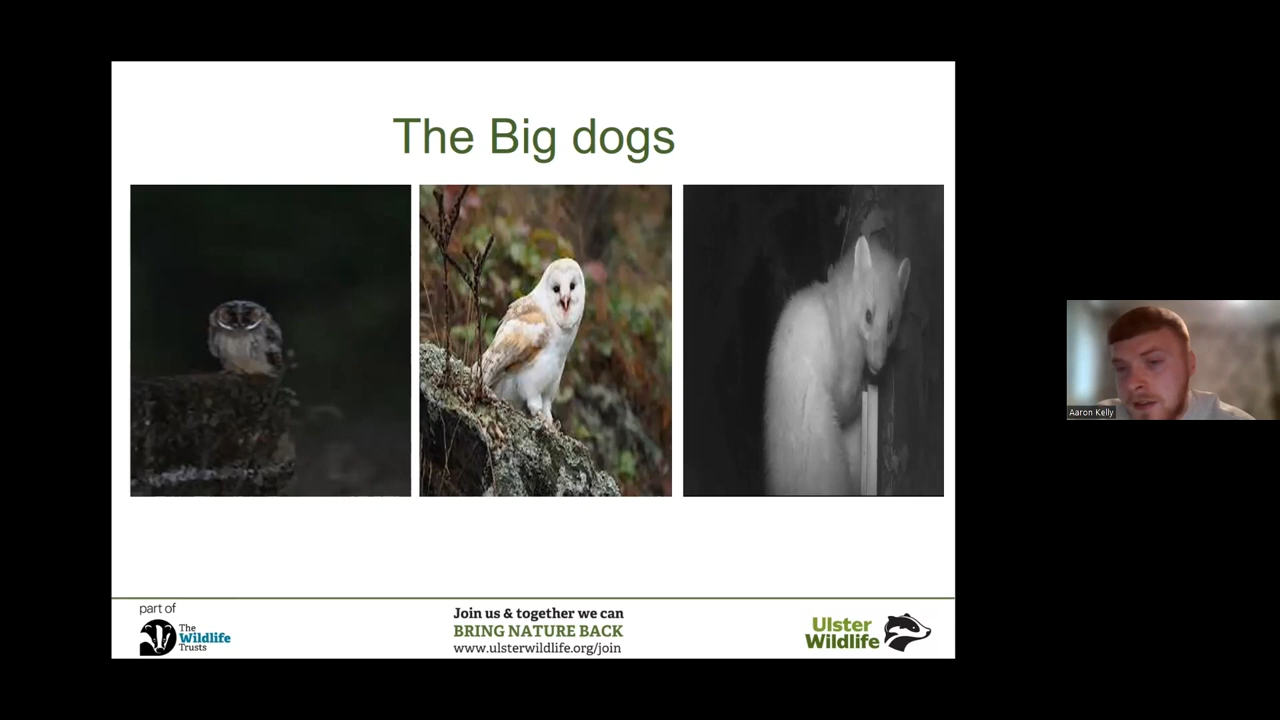 The Big dogs
Aaron Kelly
part of
The
Wildlife
Trusts
Join us & together we can
BRING NATURE BACK
www.ulsterwildlife.org/join
Ulster
Wildlife